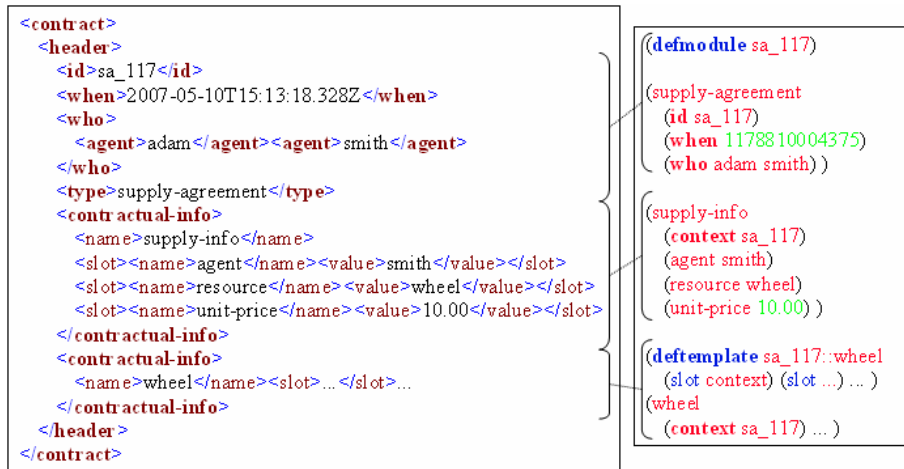 <contract>
<header>
<id>sa_117</id>
<when>2007-05-10T15:13:18.328Z</when>
<who>
<agent>adam</agent><agent>smith</agent>
</who>
<type>supply-agreement</type>
<contractual-info>
<name>supply-info</name>
<slot><name>agent</name><value>smith</value></slot>
<slot><name>resource</name><value>wheel</value></slot>
<slot><name>unit-price</name><value>10.00</value></slot>
</contractual-info>
<contractual-info>
<name>wheel</name><slot>...</slot>...
</contractual-info>
</header>
</contract>
(defmodule sa_117)
(supply-agreement
(id sa_117)
(when 1178810004375)
(who adam smith) )
(supply-info
(context sa_117)
(agent smith)
(resource wheel)
(unit-price 10.00) )
(deftemplate sa_117::wheel
(slot context) (slot ...) ... )
(wheel
(context sa_117) ... )